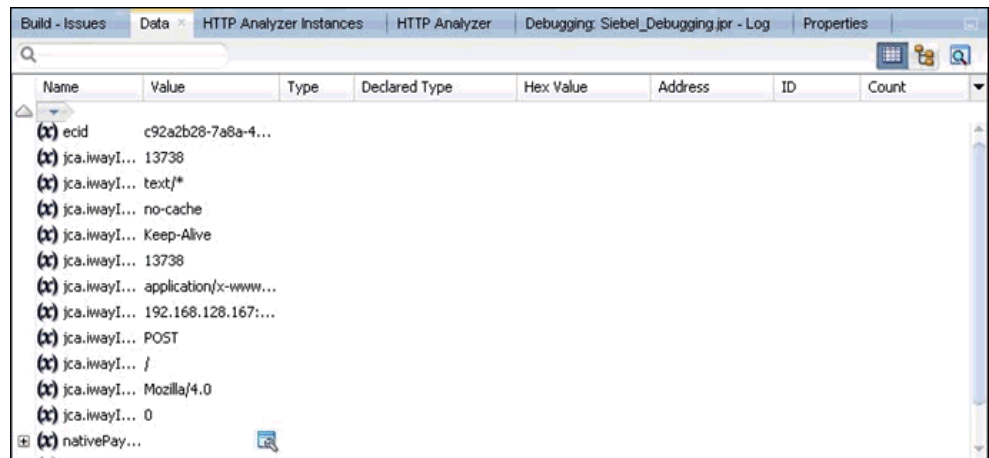 Build - Issues Data HTTP Analyzer Instances HTTP Analyzer Debugging: Siebel_Debugging.jpr - Log Properties
Name Value Type Declared Type Hex Value Address ID Count
(x) ecid c92a2b28-7a8a-4...
(x) jca.iwayI... 13738
(x) jca.iwayI... text/*
(x) jca.iwayI... no-cache
(x) jca.iwayI... Keep-Alive
(x) jca.iwayI... 13738
(x) jca.iwayI... application/x-www...
(x) jca.iwayI... 192.168.128.167:...
(x) jca.iwayI... POST
(x) jca.iwayI... /
(x) jca.iwayI... Mozilla/4.0
(x) jca.iwayI... 0
(x) nativePay...